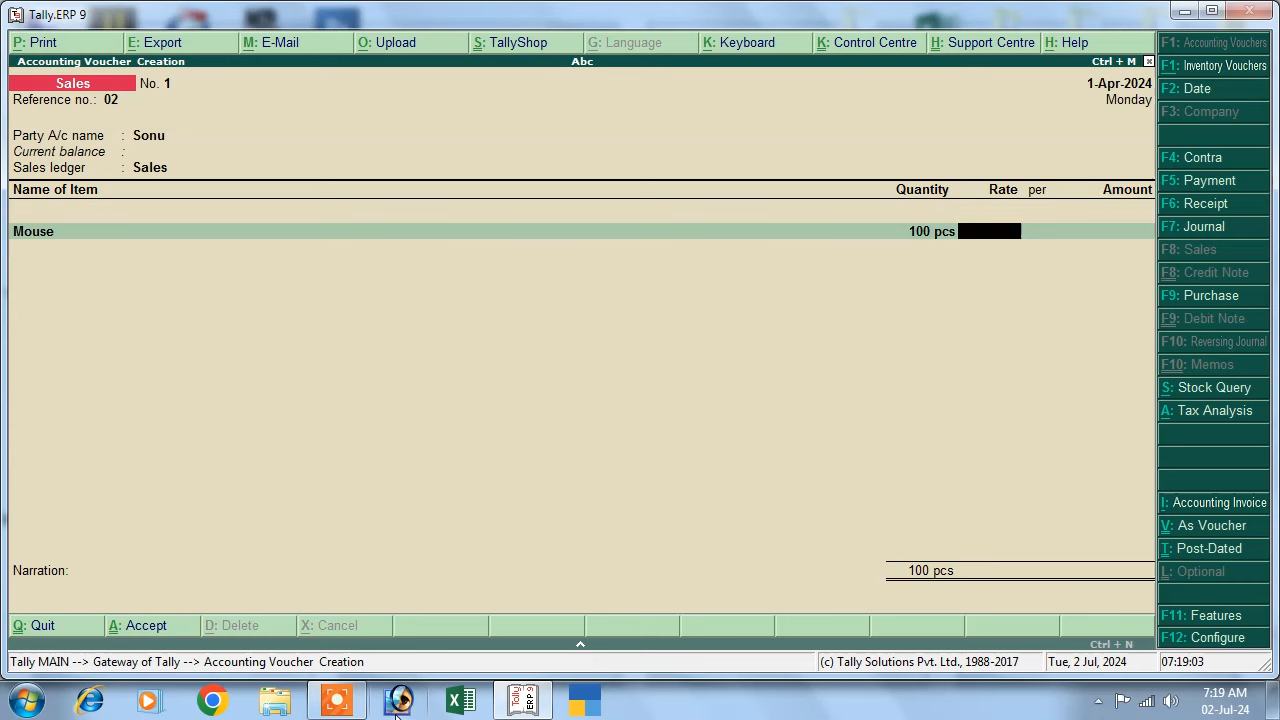 Tally.ERP 9
P: Print E: Export M: E-Mail O: Upload S: TallyShop G: Language K: Keyboard K: Control Centre H: Support Centre H: Help
Accounting Voucher Creation Abc Ctrl + M
Sales No. 1 1-Apr-2024
Reference no.: 02 Monday
Party A/c name : Sonu
Current balance :
Sales ledger : Sales
Name of Item Quantity Rate per Amount
Mouse 100 pcs
Narration: 100 pcs
Q: Quit A: Accept D: Delete X: Cancel
Ctrl + N
F1: Accounting Vouchers
F1: Inventory Vouchers
F2: Date
F3: Company
F4: Contra
F5: Payment
F6: Receipt
F7: Journal
F8: Sales
F8: Credit Note
F9: Purchase
F9: Debit Note
F10: Reversing Journal
F10: Memos
S: Stock Query
A: Tax Analysis
I: Accounting Invoice
V: As Voucher
T: Post-Dated
L: Optional
F11: Features
F12: Configure
Tally MAIN --> Gateway of Tally --> Accounting Voucher Creation (c) Tally Solutions Pvt. Ltd., 1988-2017 Tue, 2 Jul, 2024 07:19:03
Tally ERP 9
7:19 AM
02-Jul-24